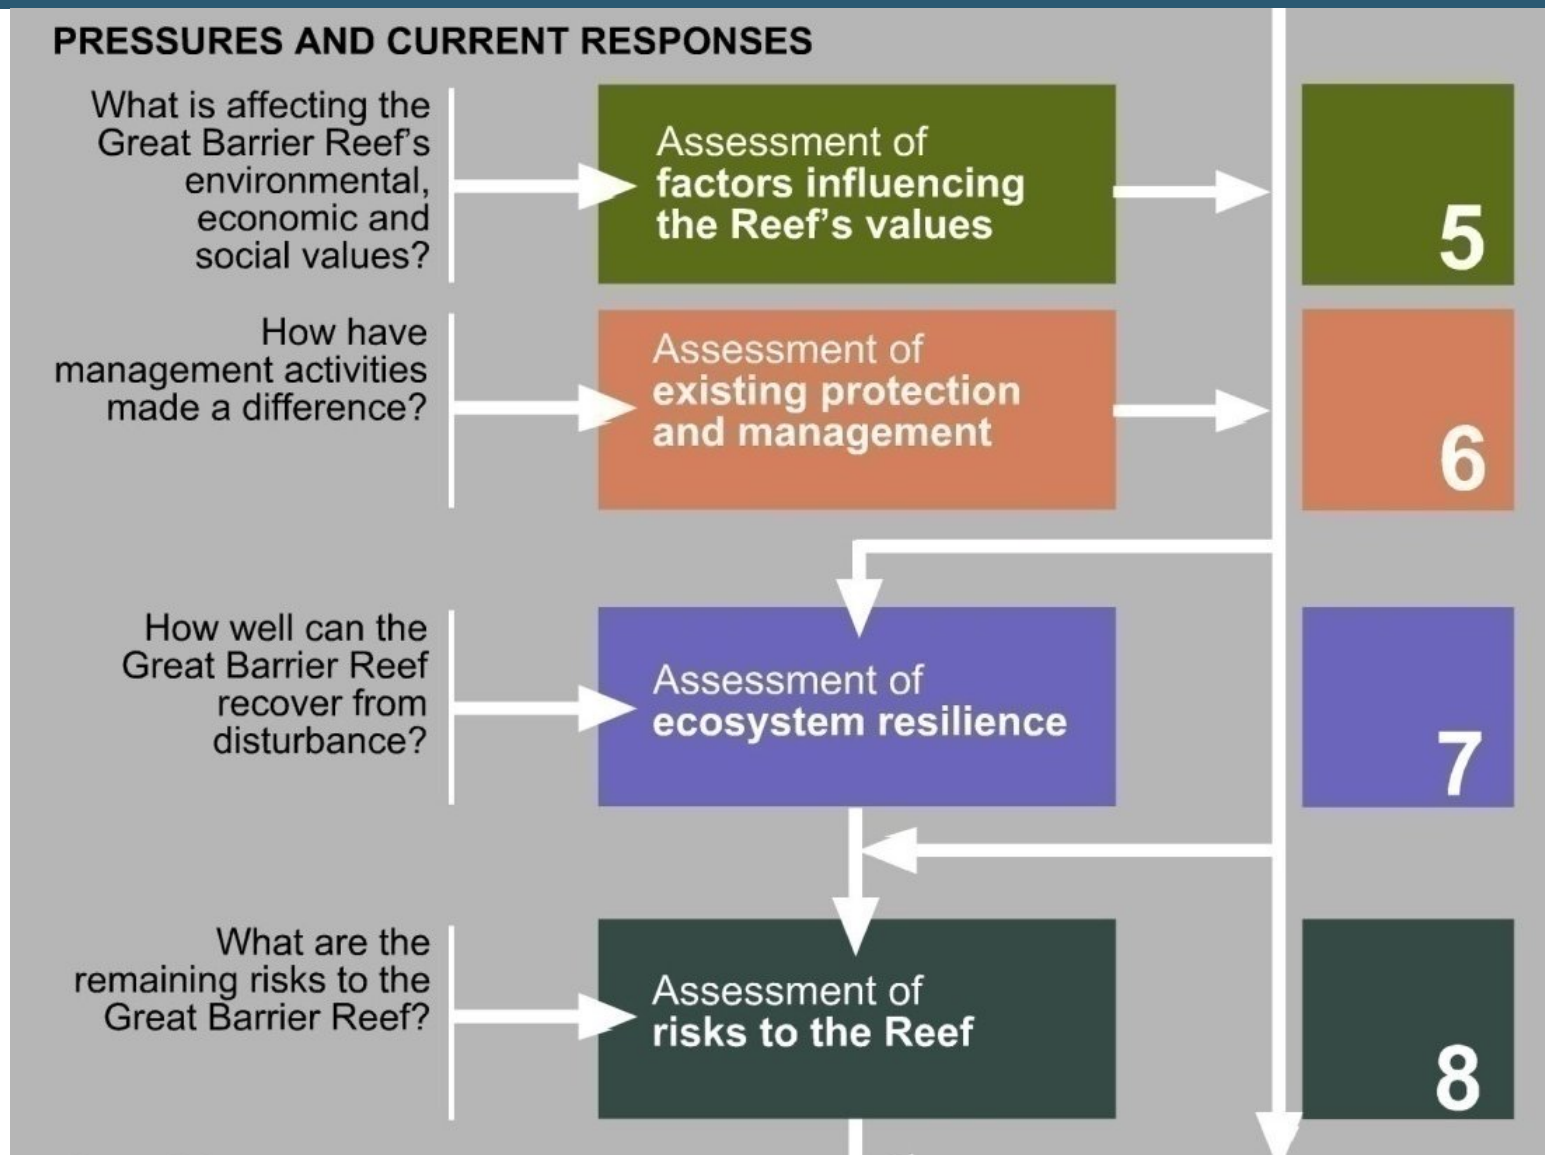 PRESSURES AND CURRENT RESPONSES
What is affecting the
Great Barrier Reef’s
environmental,
economic and
social values?
Assessment of
factors influencing
the Reef’s values
5
How have
management activities
made a difference?
Assessment of
existing protection
and management
6
How well can the
Great Barrier Reef
recover from
disturbance?
Assessment of
ecosystem resilience
7
What are the
remaining risks to the
Great Barrier Reef?
Assessment of
risks to the Reef
8